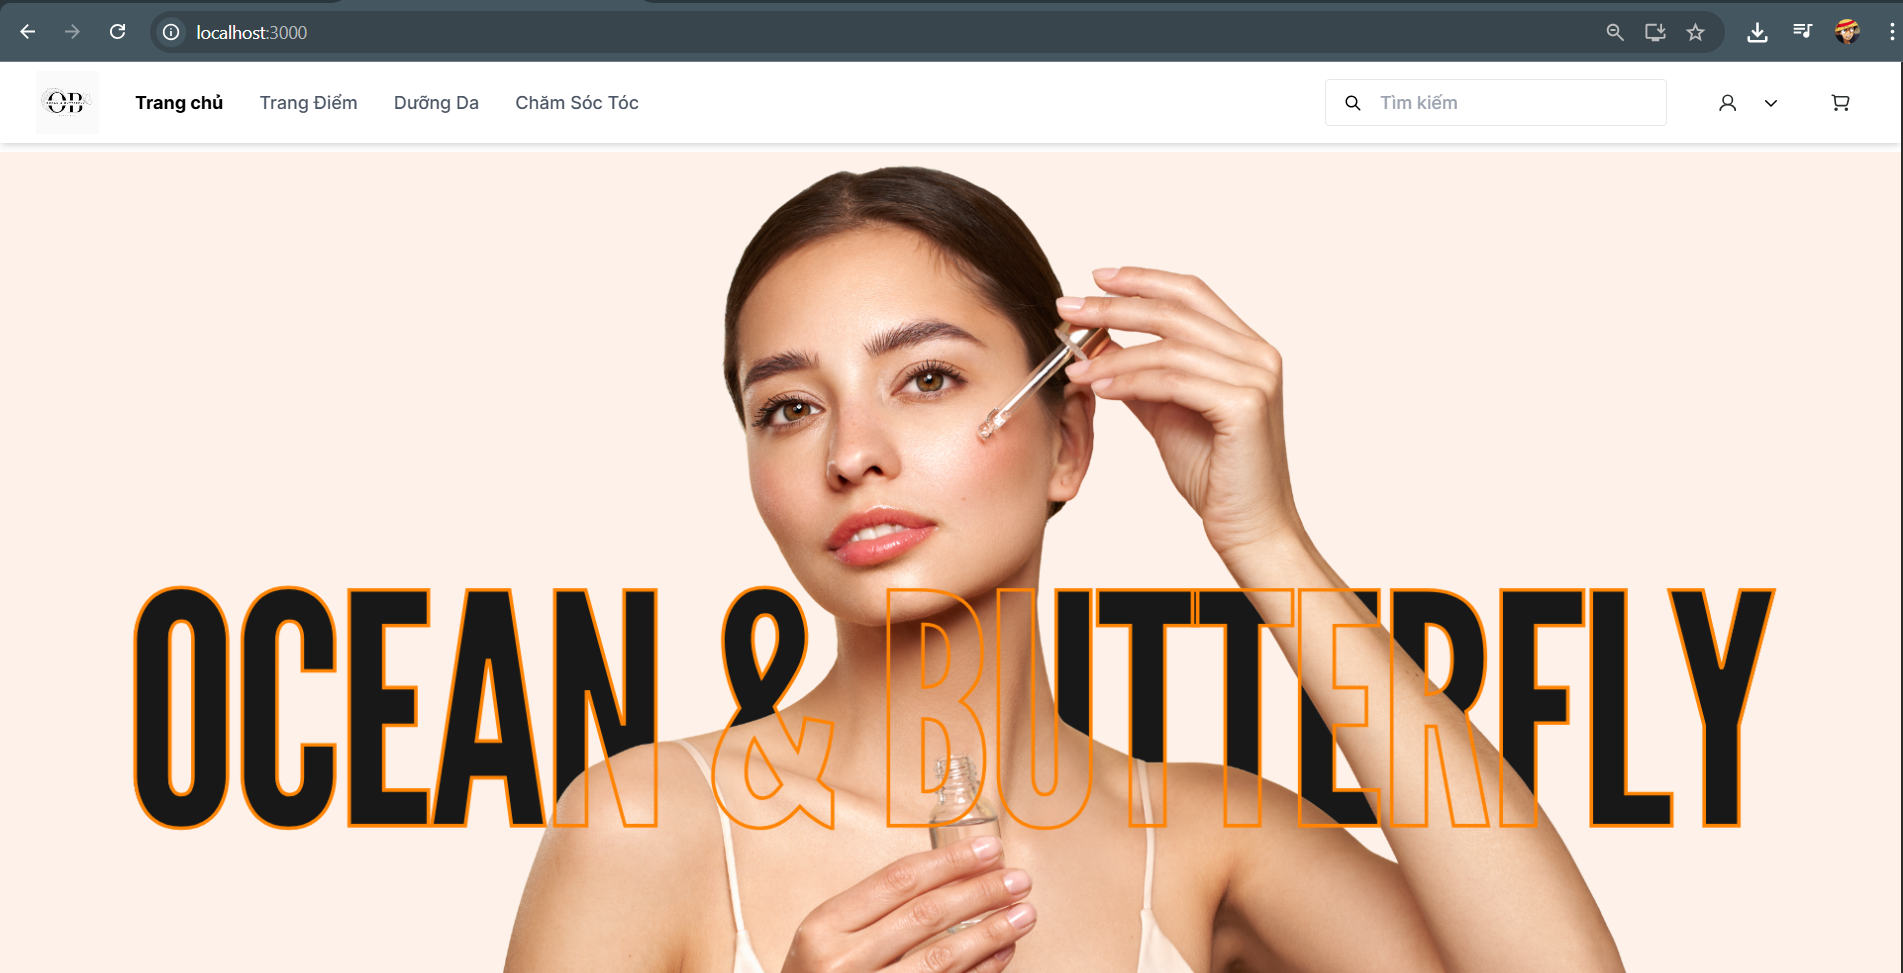 localhost:3000
OB
Trang chủ
Trang Điểm
Dưỡng Da
Chăm Sóc Tóc
Tìm kiếm
OCEAN & BUTTERFLY